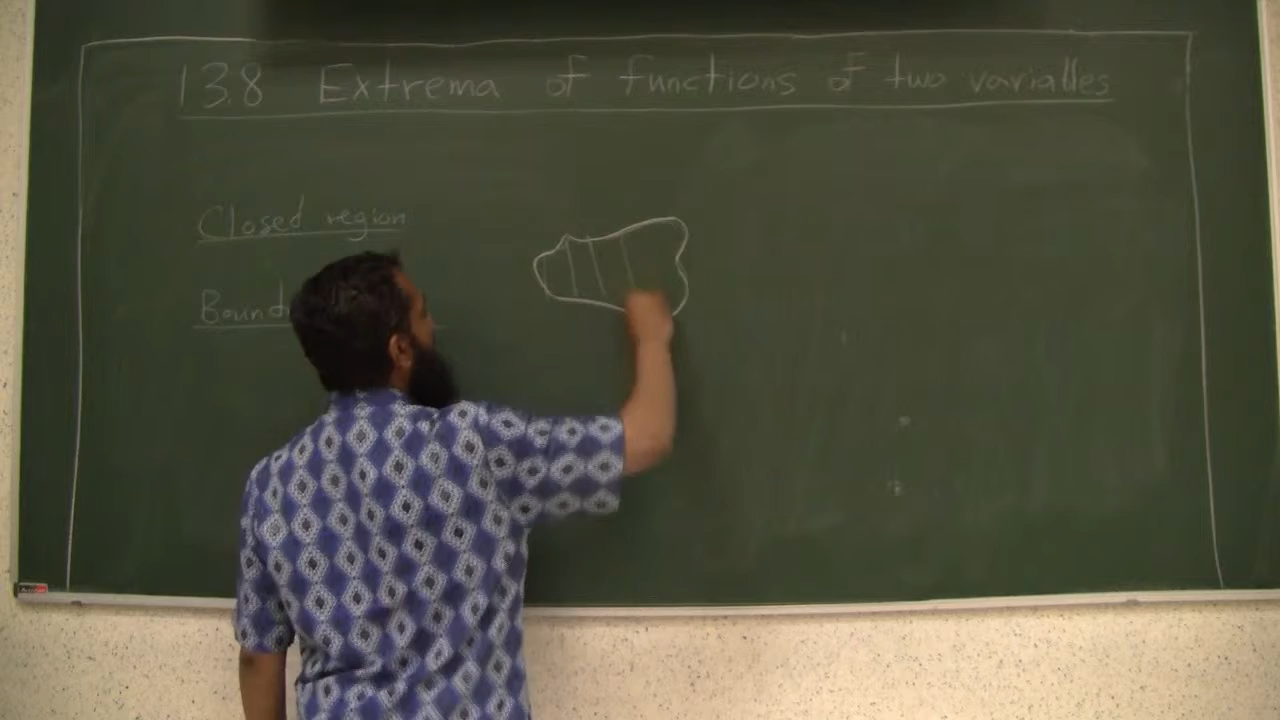 13.8 Extrema of functions of two variables
Closed region